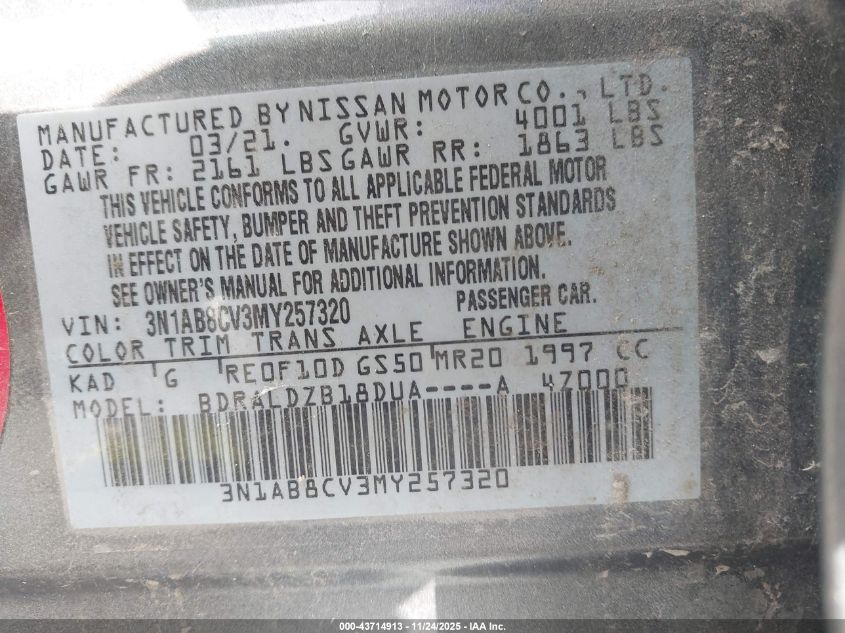 MANUFACTURED BY NISSAN MOTOR CO., LTD.
DATE: 03/21. GVWR: 4001 LBS
GAWR FR: 2161 LBS GAWR RR: 1863 LBS
THIS VEHICLE CONFORMS TO ALL APPLICABLE FEDERAL MOTOR
VEHICLE SAFETY, BUMPER AND THEFT PREVENTION STANDARDS
IN EFFECT ON THE DATE OF MANUFACTURE SHOWN ABOVE.
SEE OWNER'S MANUAL FOR ADDITIONAL INFORMATION.
VIN: 3N1AB8CV3MY257320 PASSENGER CAR.
COLOR TRIM TRANS AXLE ENGINE
KAD G RE0F10D GS50 MR20 1997 CC
MODEL: BDRALDZB18DUA----A 47000
3N1AB8CV3MY257320
000-43714913 - 11/24/2025 - IAA Inc.